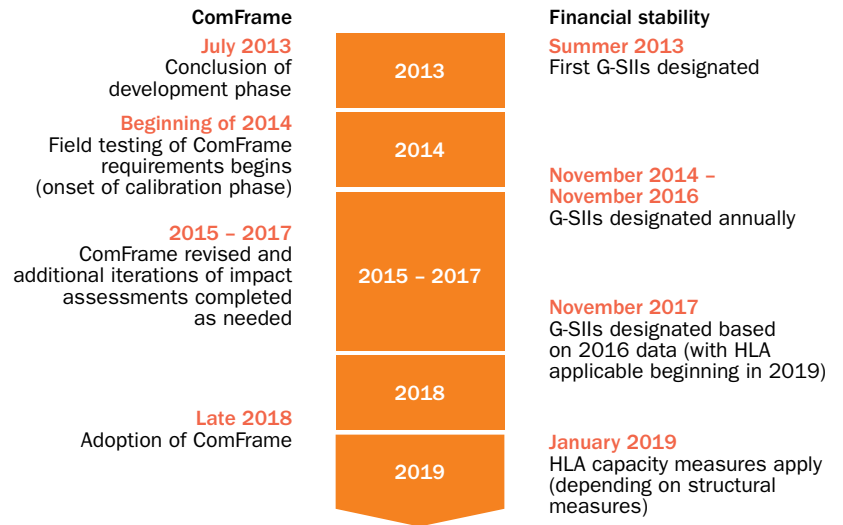 ComFrame
July 2013
Conclusion of
development phase
Beginning of 2014
Field testing of ComFrame
requirements begins
(onset of calibration phase)
2015 – 2017
ComFrame revised and
additional iterations of impact
assessments completed
as needed
Late 2018
Adoption of ComFrame
2013
2014
2015 – 2017
2018
2019
Financial stability
Summer 2013
First G-SIIs designated
November 2014 –
November 2016
G-SIIs designated annually
November 2017
G-SIIs designated based
on 2016 data (with HLA
applicable beginning in 2019)
January 2019
HLA capacity measures apply
(depending on structural
measures)